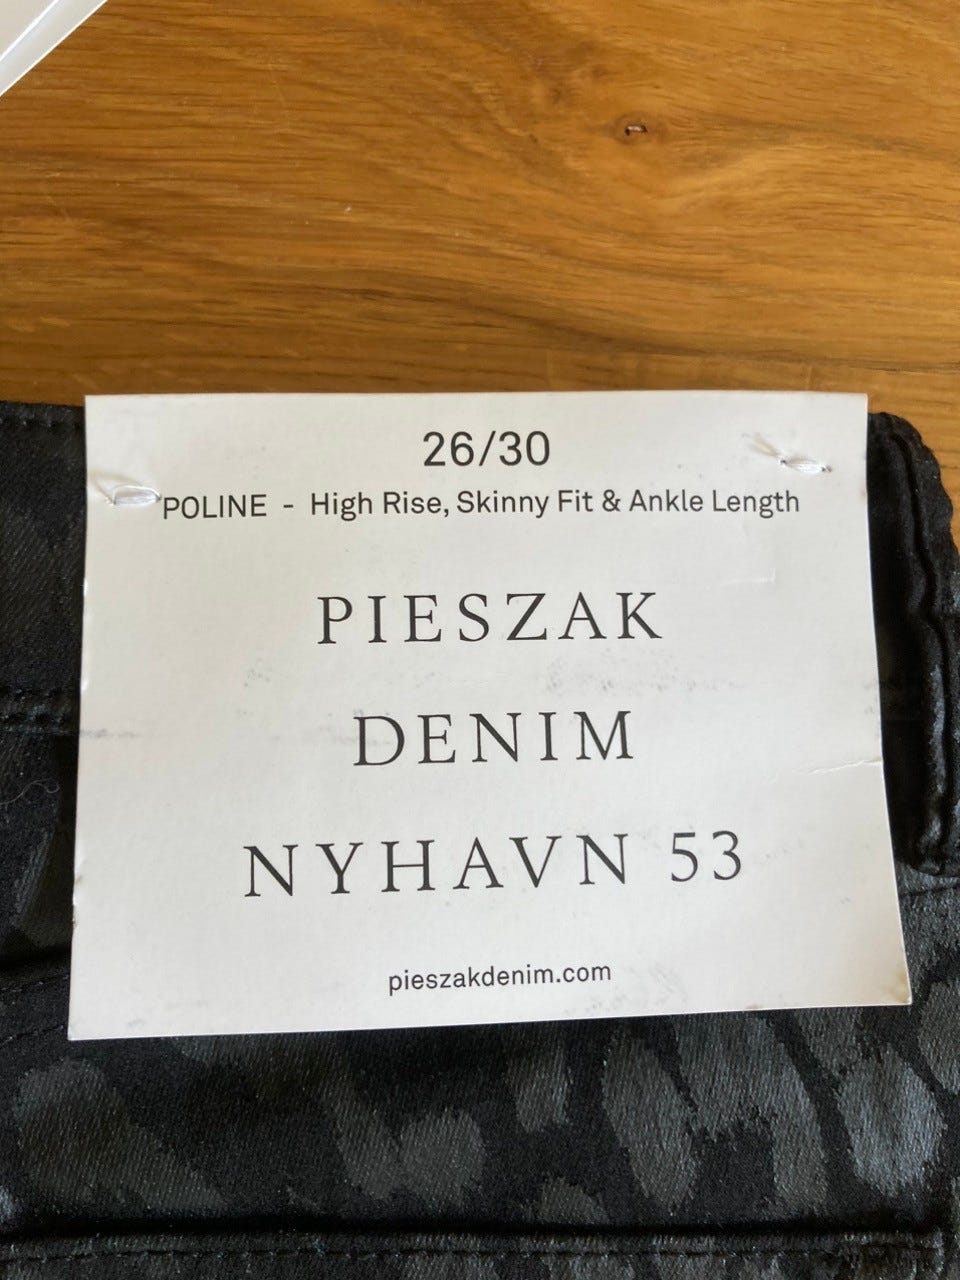 26/30
POLINE - High Rise, Skinny Fit & Ankle Length
PIESZAK
DENIM
NYHAVN 53
pieszakdenim.com